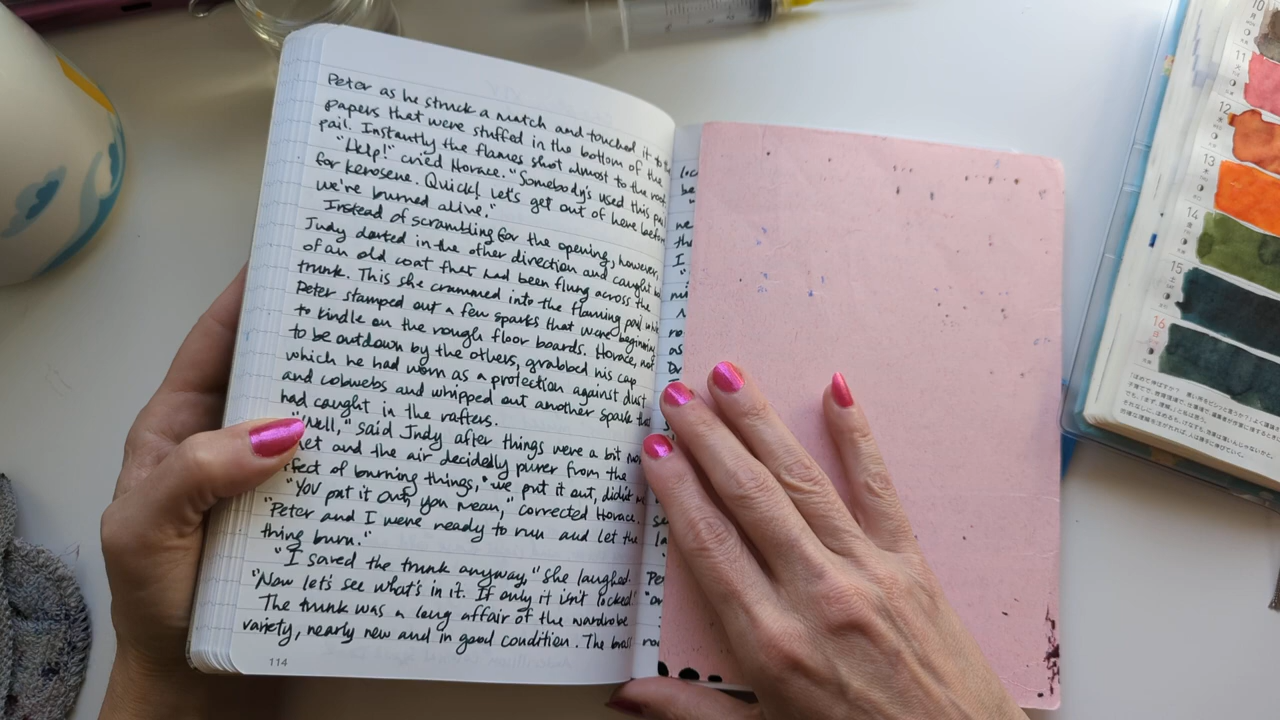 Peter as he struck a match and touched it to th
papers that were stuffed in the bottom of the
pail. Instantly the flames shot almost to the roof.
"Help!" cried Horace. "Somebody's used this pail
for kerosene. Quick! Let's get out of here before
we're burned alive."
Instead of scrambling for the opening, however,
Judy darted in the other direction and caught
of an old coat that had been flung across the
trunk. This she crammed into the flaming pail while
Peter stamped out a few sparks that were beginning
to kindle on the rough floor boards. Horace, not
to be outdown by the others, grabbed his cap
which he had worn as a protection against dust
and cobwebs and whipped out another spark that
had caught in the rafters.
"Well," said Judy after things were a bit
and the air decidedly purer from the
of burning things, "we put it out, didn't
"You put it out, you mean," corrected Horace.
"Peter and I were ready to run and let the
thing burn."
"I saved the trunk anyway," she laughed.
"Now let's see what's in it. If only it isn't locked!
The trunk was a long affair of the wardrobe
variety, nearly new and in good condition. The brass
114
10
11
12
13
14
15
16